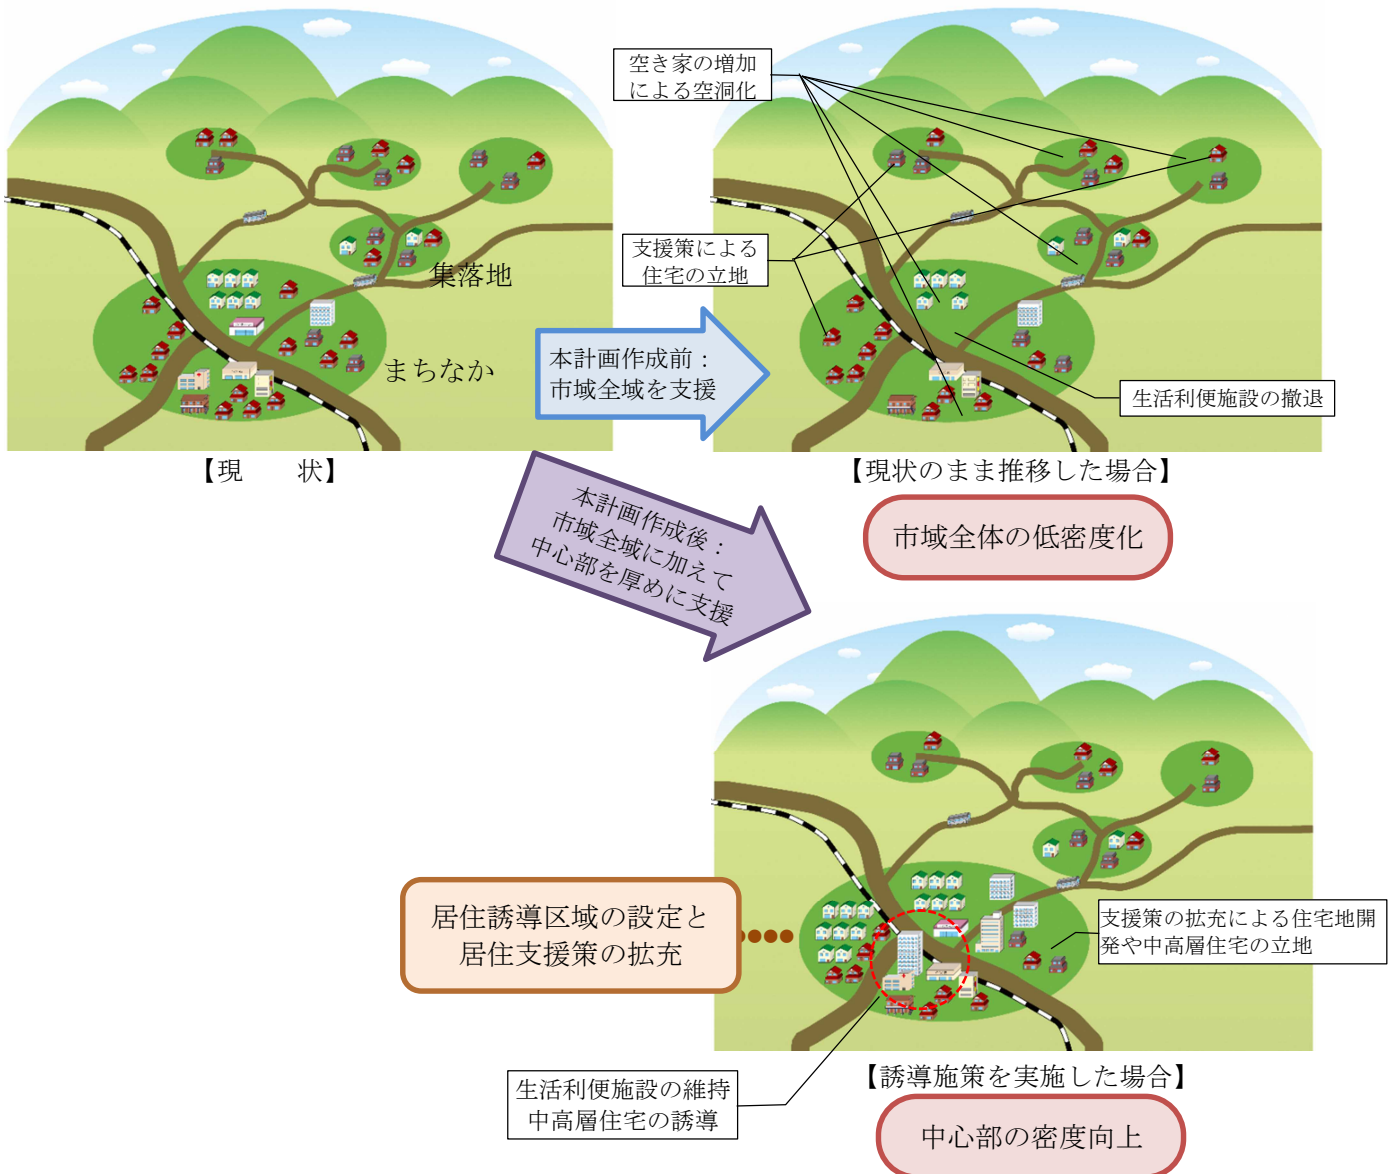 空き家の増加
による空洞化
支援策による
住宅の立地
集落地
まちなか
本計画作成前：
市域全域を支援
生活利便施設の撤退
【現　　状】
【現状のまま推移した場合】
市域全体の低密度化
本計画作成後：
市域全域に加えて
中心部を厚めに支援
居住誘導区域の設定と
居住支援策の拡充
支援策の拡充による住宅地開
発や中高層住宅の立地
生活利便施設の維持
中高層住宅の誘導
【誘導施策を実施した場合】
中心部の密度向上